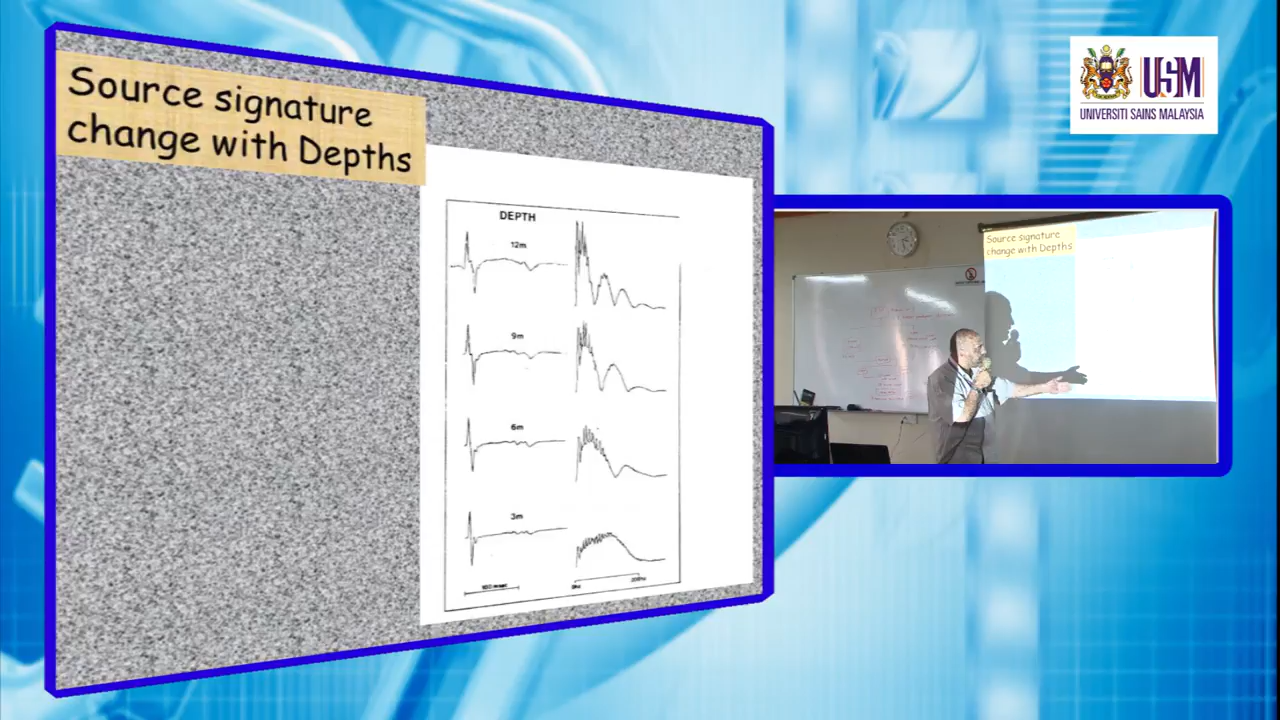 Source signature
change with Depths
DEPTH
12m
9m
6m
3m
USM
UNIVERSITI SAINS MALAYSIA
Source signature
change with Depths